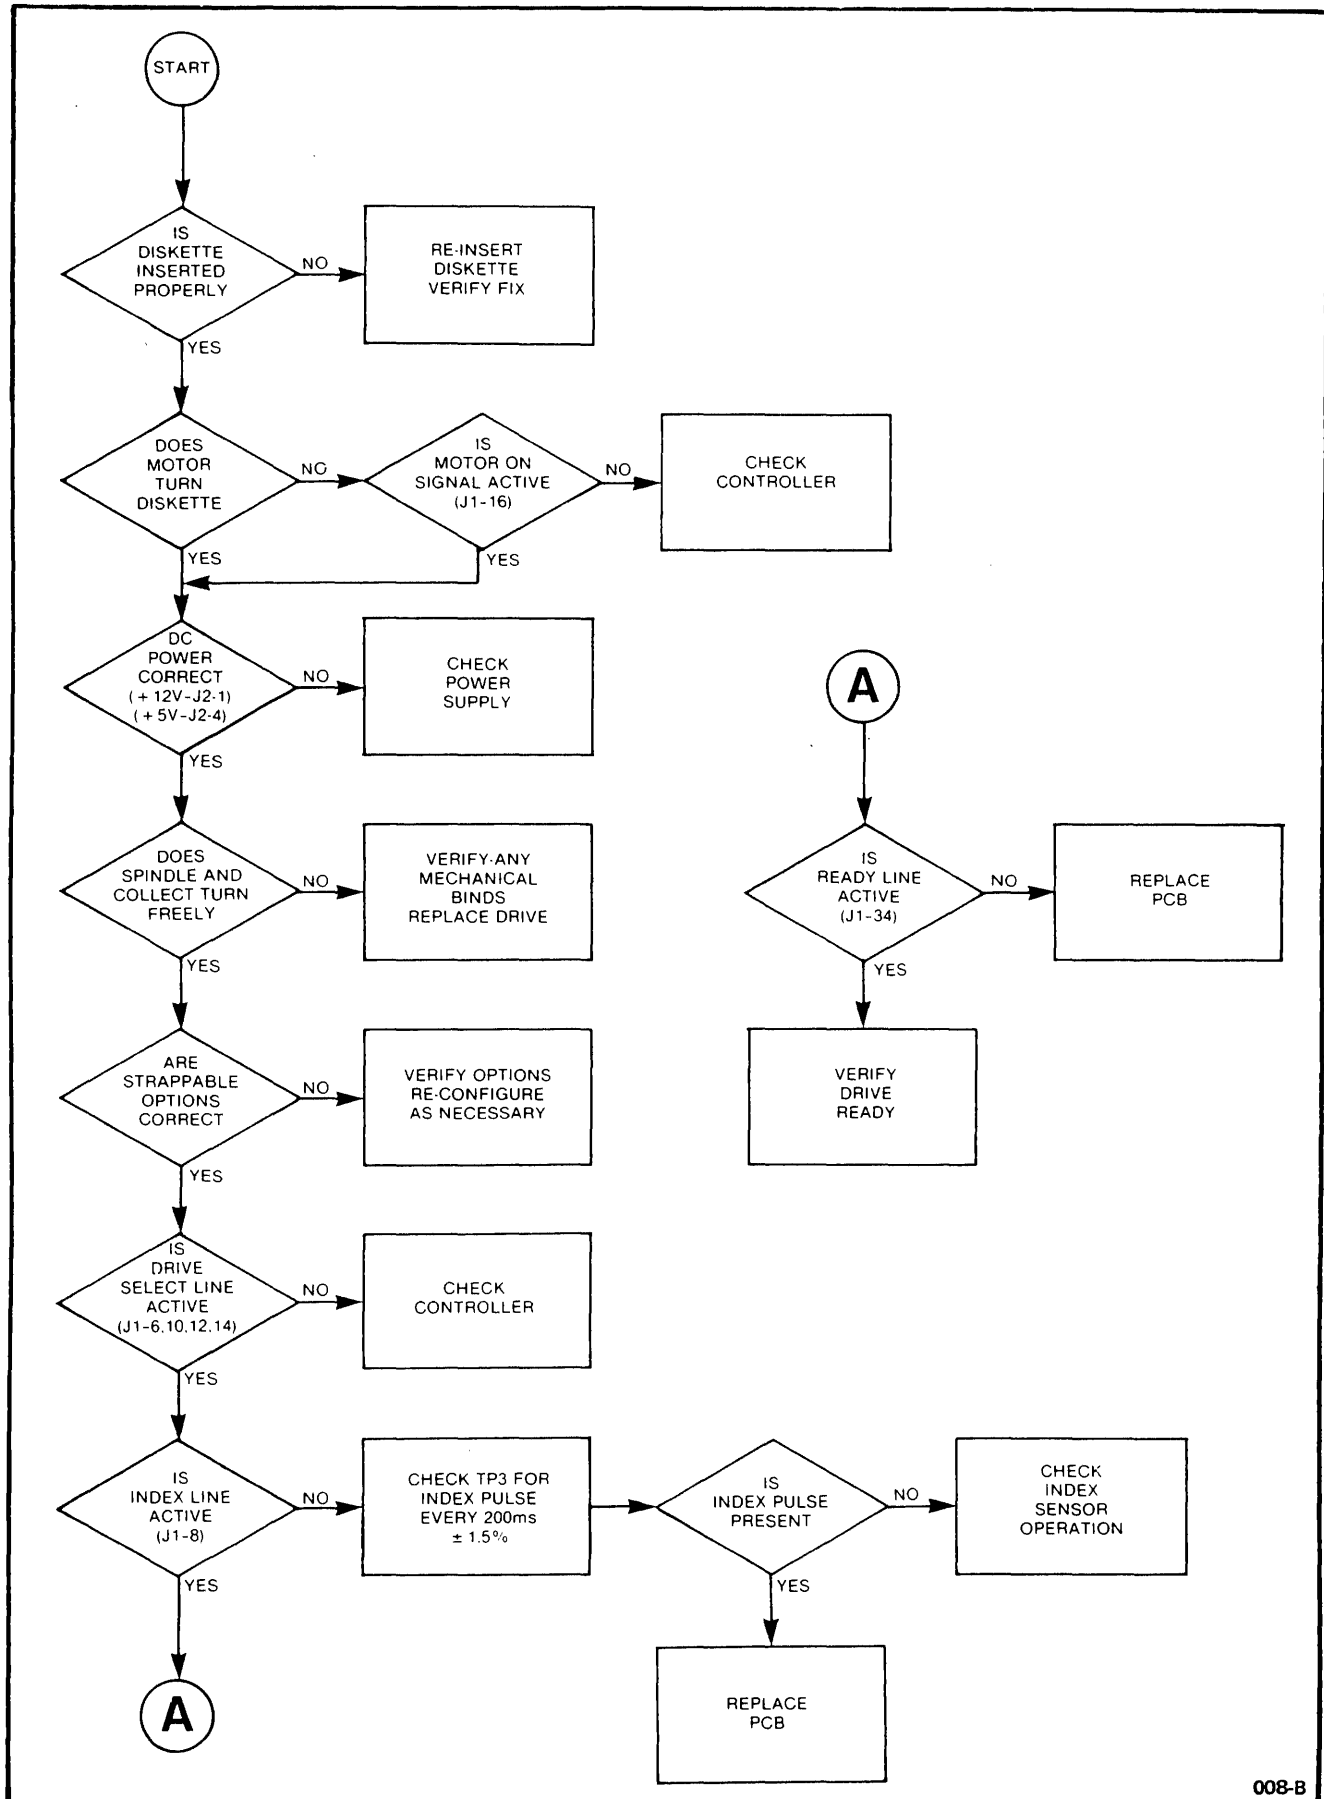 START
IS
DISKETTE
INSERTED
PROPERLY
NO
RE-INSERT
DISKETTE
VERIFY FIX
YES
DOES
MOTOR
TURN
DISKETTE
NO
IS
MOTOR ON
SIGNAL ACTIVE
(J1-16)
NO
CHECK
CONTROLLER
YES
YES
DC
POWER
CORRECT
(+12V-J2-1)
(+5V-J2-4)
NO
CHECK
POWER
SUPPLY
YES
DOES
SPINDLE AND
COLLECT TURN
FREELY
NO
VERIFY-ANY
MECHANICAL
BINDS
REPLACE DRIVE
YES
ARE
STRAPPABLE
OPTIONS
CORRECT
NO
VERIFY OPTIONS
RE-CONFIGURE
AS NECESSARY
YES
IS
DRIVE
SELECT LINE
ACTIVE
(J1-6,10,12,14)
NO
CHECK
CONTROLLER
YES
IS
INDEX LINE
ACTIVE
(J1-8)
NO
CHECK TP3 FOR
INDEX PULSE
EVERY 200ms
± 1.5%
IS
INDEX PULSE
PRESENT
NO
CHECK
INDEX
SENSOR
OPERATION
YES
REPLACE
PCB
YES
A
A
IS
READY LINE
ACTIVE
(J1-34)
NO
REPLACE
PCB
YES
VERIFY
DRIVE
READY
008-B